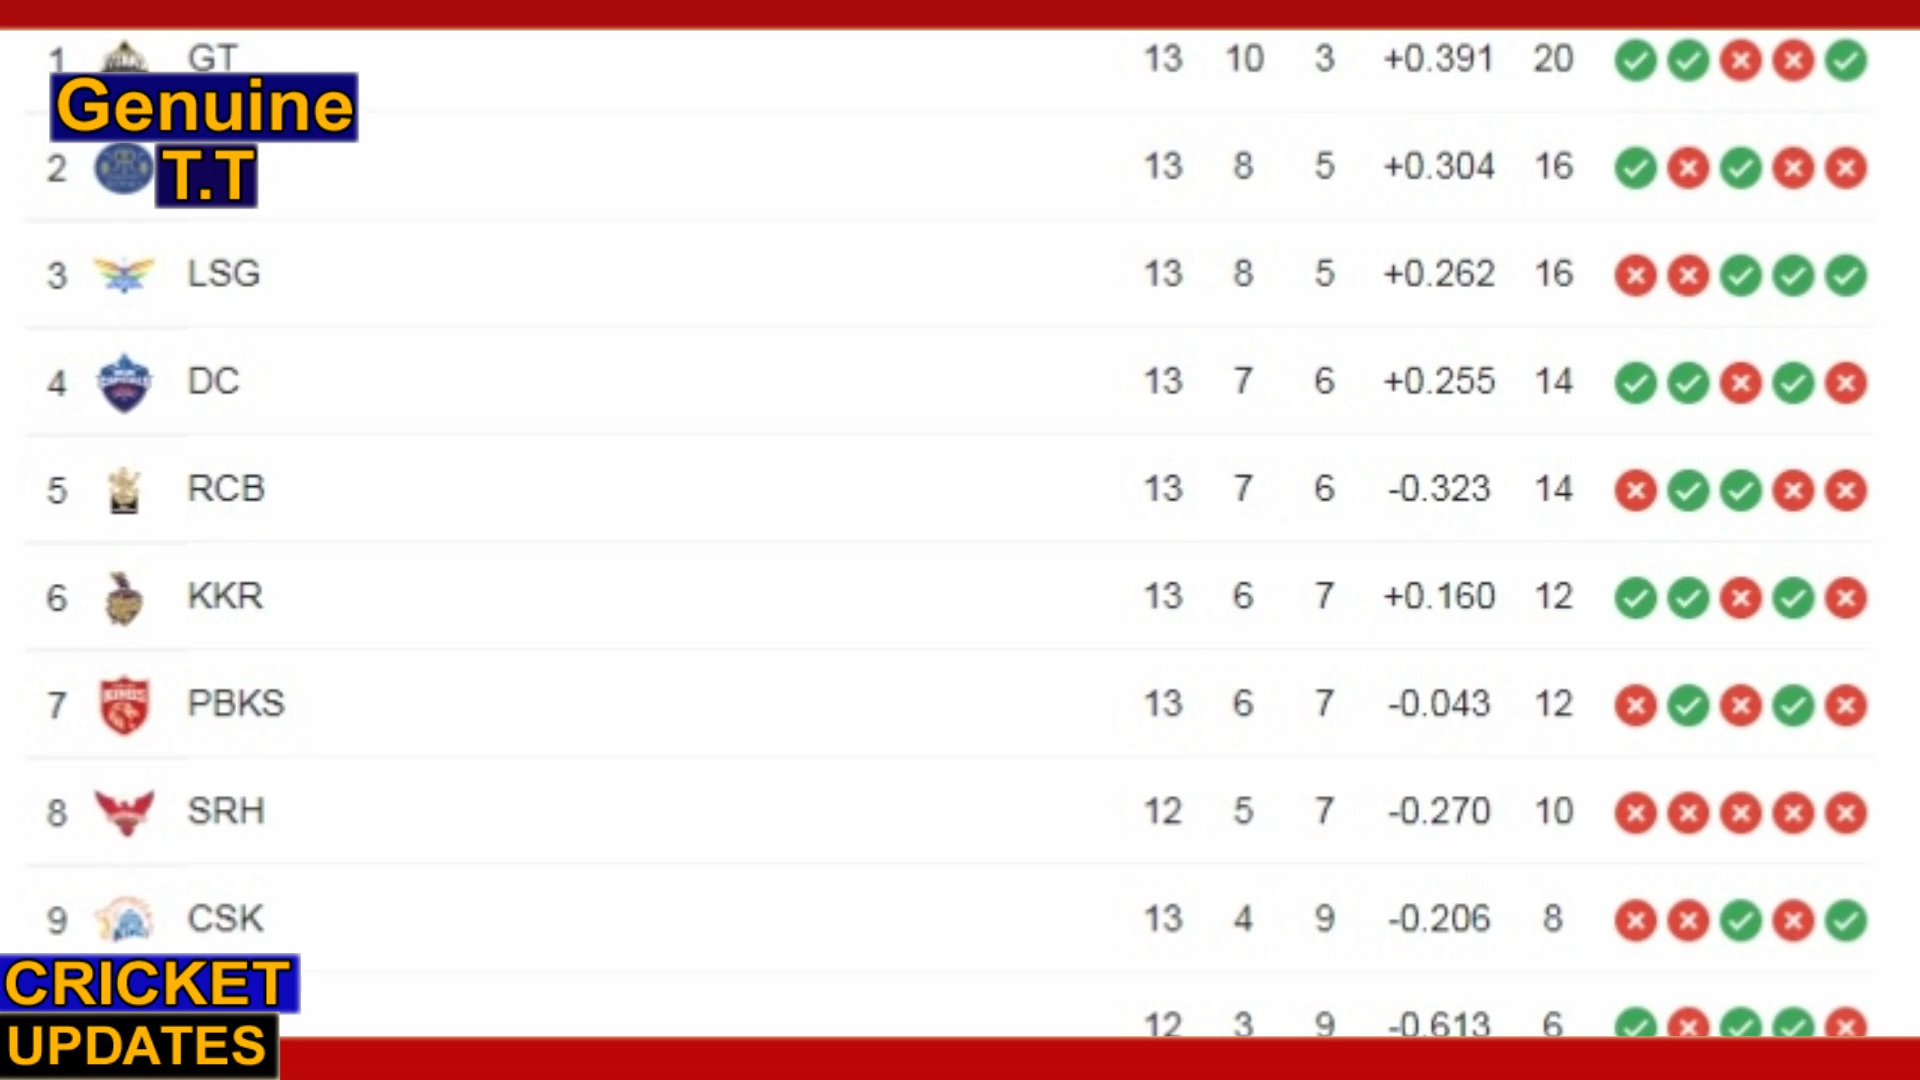 1 GT 13 10 3 +0.391 20
Genuine
T.T
2 13 8 5 +0.304 16
3 LSG 13 8 5 +0.262 16
4 DC 13 7 6 +0.255 14
5 RCB 13 7 6 -0.323 14
6 KKR 13 6 7 +0.160 12
7 PBKS 13 6 7 -0.043 12
8 SRH 12 5 7 -0.270 10
9 CSK 13 4 9 -0.206 8
CRICKET
12 3 9 -0.613 6
UPDATES